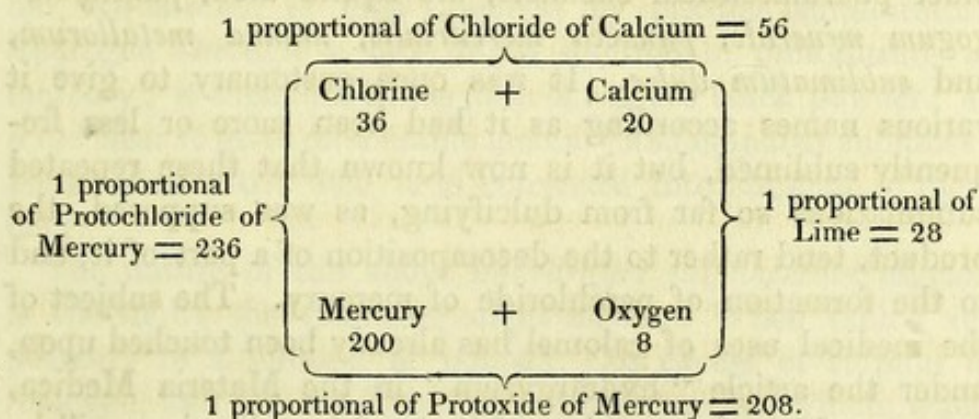 1 proportional of Chloride of Calcium = 56
Chlorine + Calcium
36 20
1 proportional
of Protochloride of
Mercury = 236
1 proportional of
Lime = 28
Mercury + Oxygen
200 8
1 proportional of Protoxide of Mercury = 208.